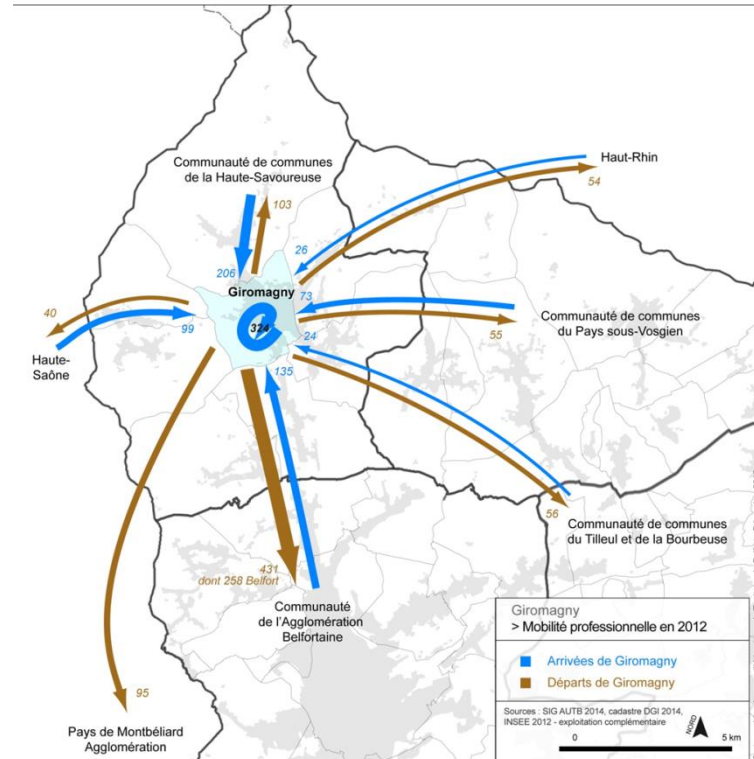 Communauté de communes
de la Haute-Savoureuse
103
206
Haut-Rhin
54
26
Giromagny
73
324
24
135
Communauté de communes
du Pays sous-Vosgien
55
40
99
Haute-
Saône
56
Communauté de communes
du Tilleul et de la Bourbeuse
431
dont 258 Belfort
Communauté
de l'Agglomération
Belfortaine
95
Pays de Montbéliard
Agglomération
Giromagny
> Mobilité professionnelle en 2012
Arrivées de Giromagny
Départs de Giromagny
Sources : SIG AUTB 2014, cadastre DGI 2014,
INSEE 2012 - exploitation complémentaire
NORD
0 5 km